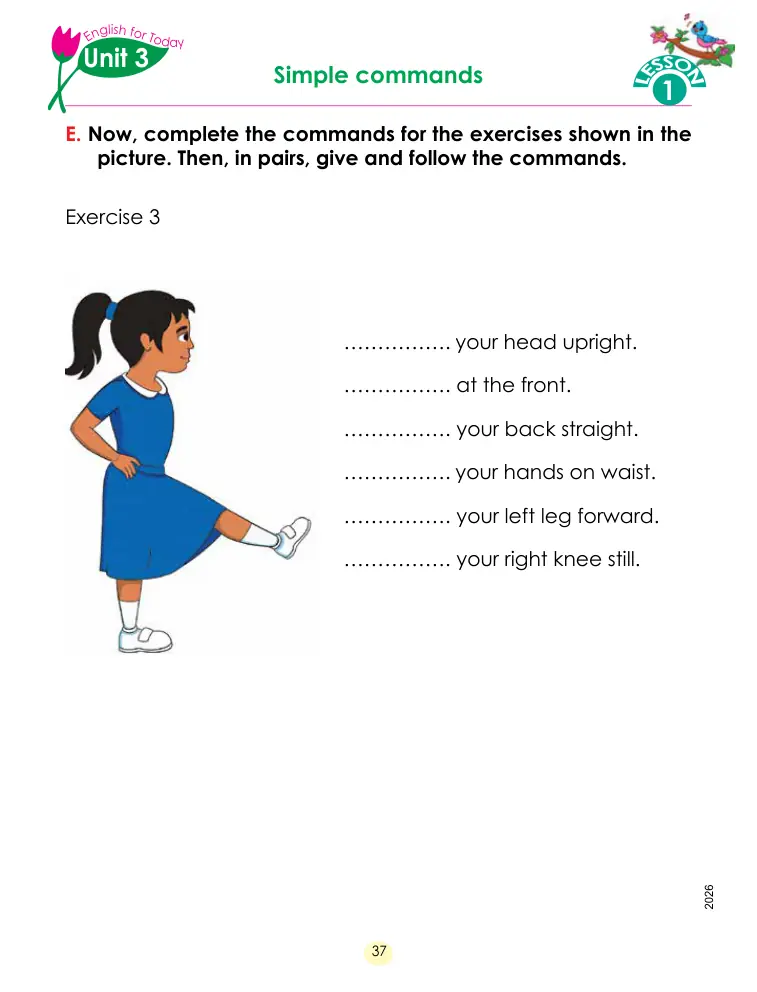 English for Today
Unit 3
Simple commands
LESSON
1
E. Now, complete the commands for the exercises shown in the
picture. Then, in pairs, give and follow the commands.
Exercise 3
................ your head upright.
................ at the front.
................ your back straight.
................ your hands on waist.
................ your left leg forward.
................ your right knee still.
2026
37